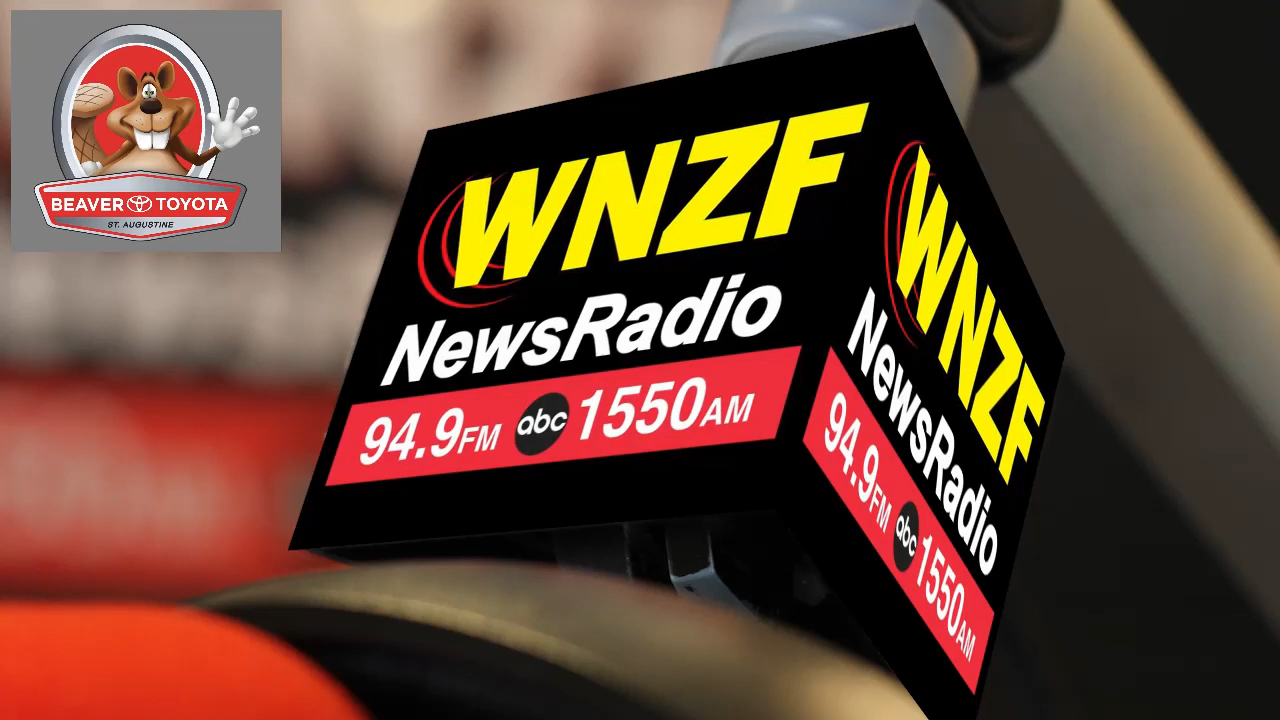 BEAVER TOYOTA
ST. AUGUSTINE
WNZF
NewsRadio
94.9FM abc 1550AM
WNZF
NewsRadio
94.9FM abc 1550AM